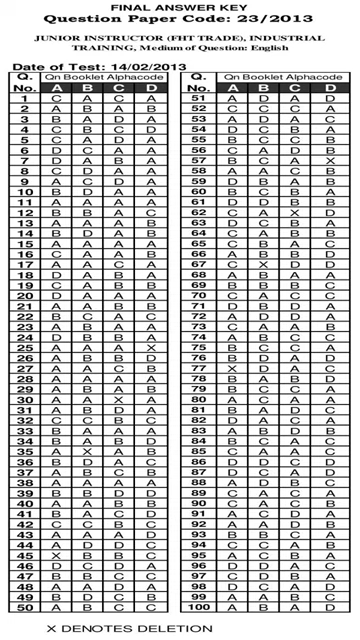 FINAL ANSWER KEY
Question Paper Code: 23/2013
JUNIOR INSTRUCTOR (FHT TRADE), INDUSTRIAL
TRAINING, Medium of Question: English
Date of Test: 14/02/2013
Q. Qn Booklet Alphacode Q. Qn Booklet Alphacode
No. A B C D No. A B C D
1 C A C A 51 A D A D
2 A B A B 52 C C C A
3 B A D A 53 A D A C
4 C B C D 54 D C B A
5 C A D A 55 B C C B
6 D C A A 56 C A D B
7 D A B A 57 B C A X
8 C D A A 58 A A C B
9 A C D A 59 D B A B
10 B D A A 60 B C B A
11 A A A A 61 D D B B
12 B B A C 62 C A X D
13 A A A B 63 D C B A
14 B D A B 64 C A B B
15 A A A A 65 C B A C
16 C A A B 66 A B B D
17 A A C A 67 C X D D
18 D A B A 68 A B A A
19 C A B B 69 B B B C
20 D A A A 70 C A C C
21 A A B B 71 D B D A
22 B C A C 72 A D D A
23 A B A A 73 C A A B
24 D B B A 74 A B C C
25 A A A X 75 B C C A
26 A B B D 76 B D A D
27 A A C B 77 X D A C
28 A A A A 78 B A B D
29 A B A B 79 B C C A
30 A A X A 80 A C A A
31 A B D A 81 B A D C
32 C C B C 82 D A C A
33 B A A A 83 A B D B
34 B A B D 84 B C A C
35 A X A B 85 C A A C
36 B D A C 86 D D C D
37 A B C B 87 D C A D
38 A A A A 88 A D B C
39 B B D D 89 C A C A
40 A A B B 90 C A C B
41 B A C D 91 A C D A
42 C C B C 92 A A D B
43 A A A D 93 B B C A
44 A D D C 94 C C A B
45 X B B C 95 A C B A
46 D C D A 96 D D A C
47 B B C C 97 C D B A
48 A A D A 98 D C A D
49 B D C B 99 A A B C
50 A B C C 100 A B A D
X DENOTES DELETION